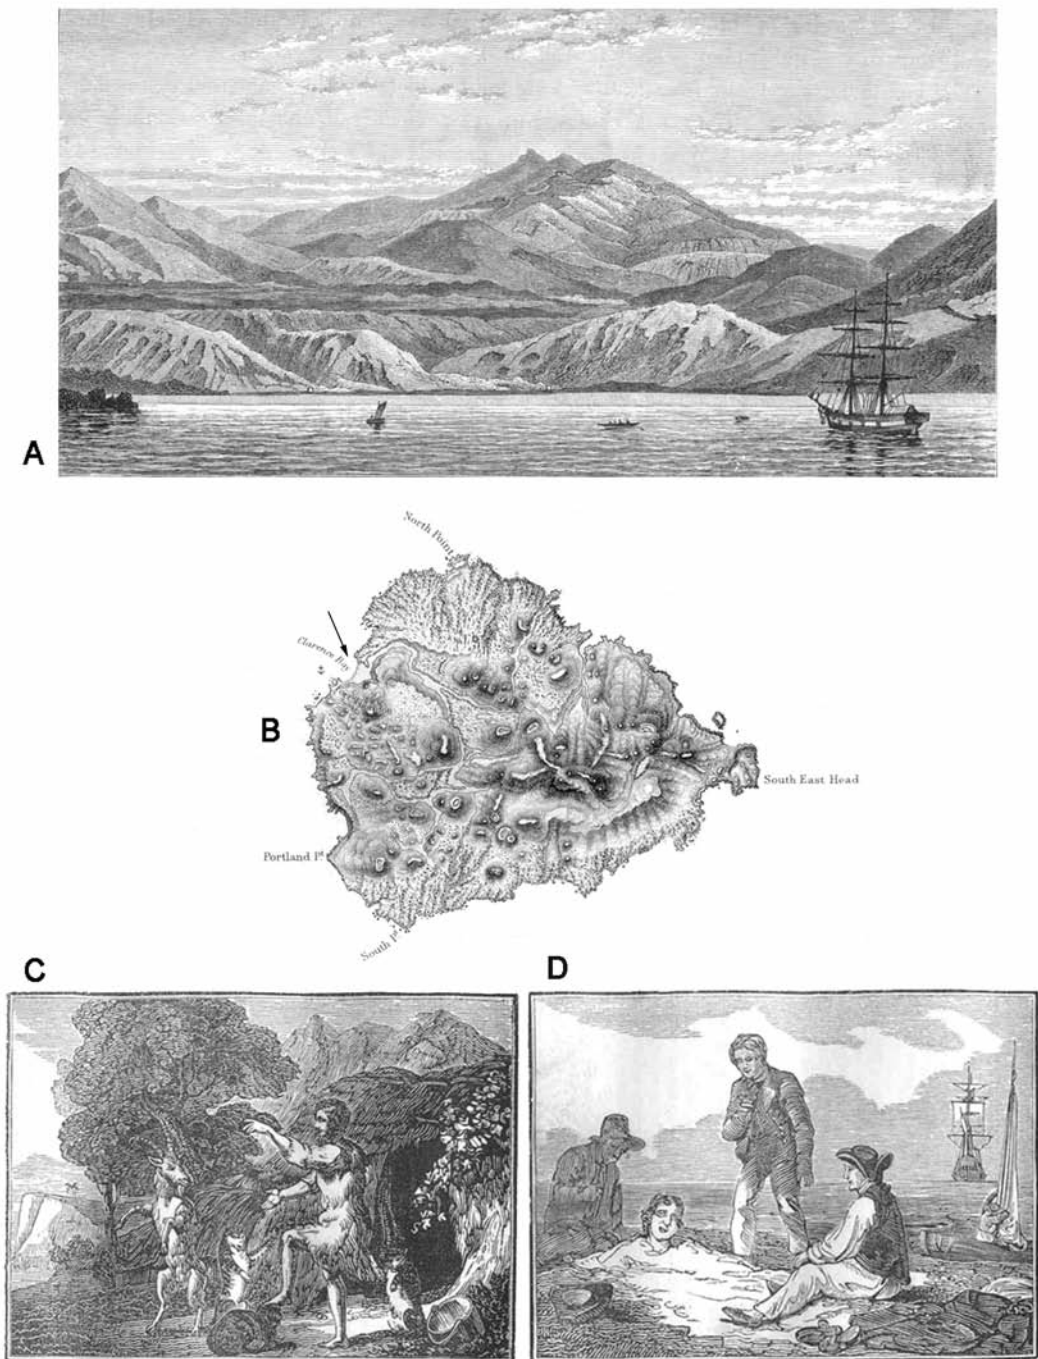 A
North Point
Clarence Bay
B
South East Head
Portland Pt
South Pt
C
D